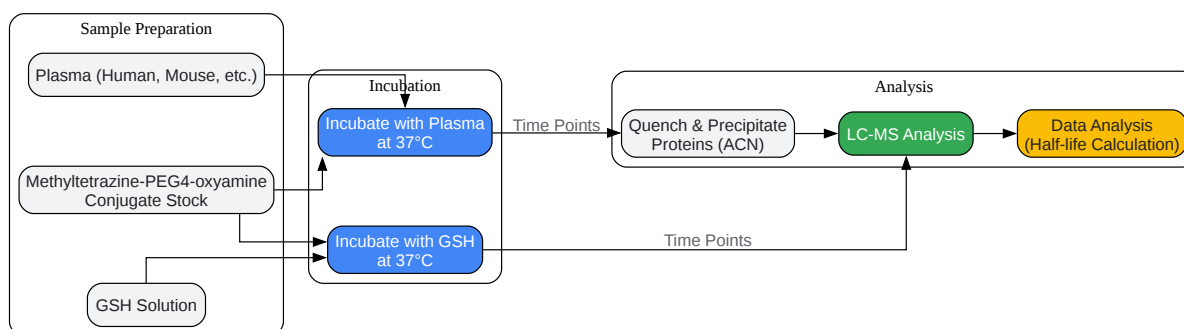 Sample Preparation
Plasma (Human, Mouse, etc.)
Methyltetrazine-PEG4-oxyamine
Conjugate Stock
GSH Solution
Incubation
Incubate with Plasma
at 37°C
Incubate with GSH
at 37°C
Time Points
Time Points
Analysis
Quench & Precipitate
Proteins (ACN)
LC-MS Analysis
Data Analysis
(Half-life Calculation)